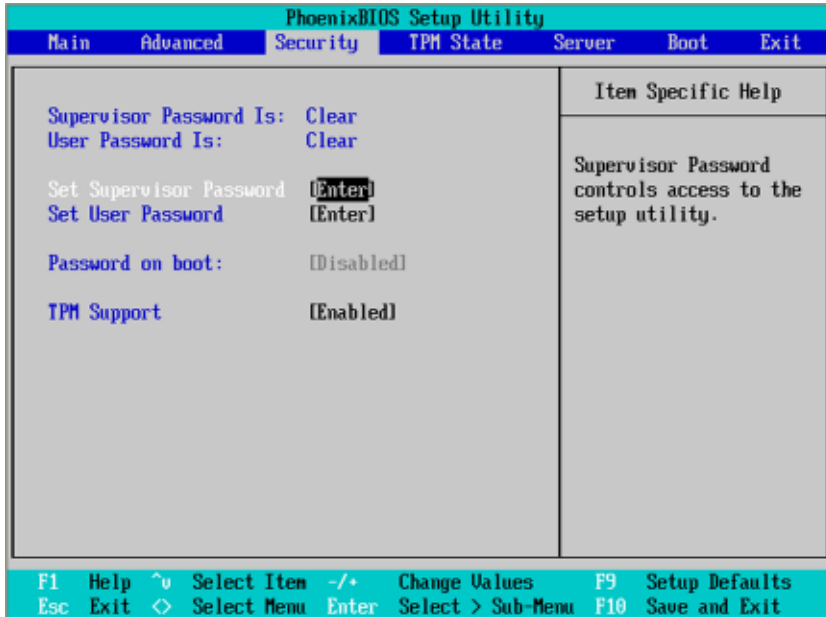 PhoenixBIOS Setup Utility
Main Advanced Security TPM State Server Boot Exit
Supervisor Password Is: Clear
User Password Is: Clear
Set Supervisor Password [Enter]
Set User Password [Enter]
Password on boot: [Disabled]
TPM Support [Enabled]
Item Specific Help
Supervisor Password
controls access to the
setup utility.
F1 Help ^v Select Item -/+ Change Values F9 Setup Defaults
Esc Exit <> Select Menu Enter Select > Sub-Menu F10 Save and Exit